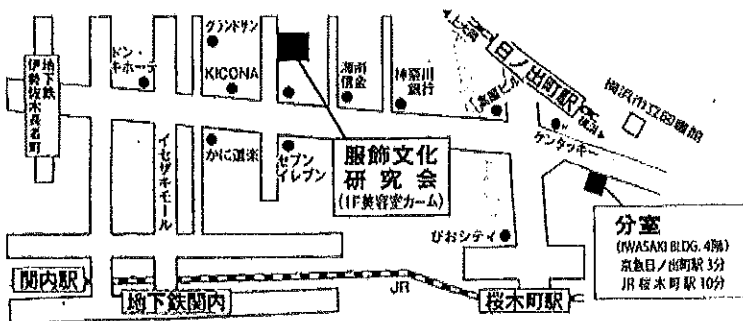 グランドサン
ドン・
キホーテ
KICONA
湘南
信金
神奈川
銀行
上大岡
日ノ出町駅
横浜
横浜市立図書館
ケンタッキー
地下鉄
伊勢佐木長者町
イセザキモール
かに道楽
セブン
イレブン
服飾文化
研究会
(1F美容室カーム)
ぴおシティ
分室
(IWASAKI BLDG. 4階)
京急日ノ出町駅 3分
JR 桜木町駅 10分
関内駅
地下鉄関内
JR
桜木町駅